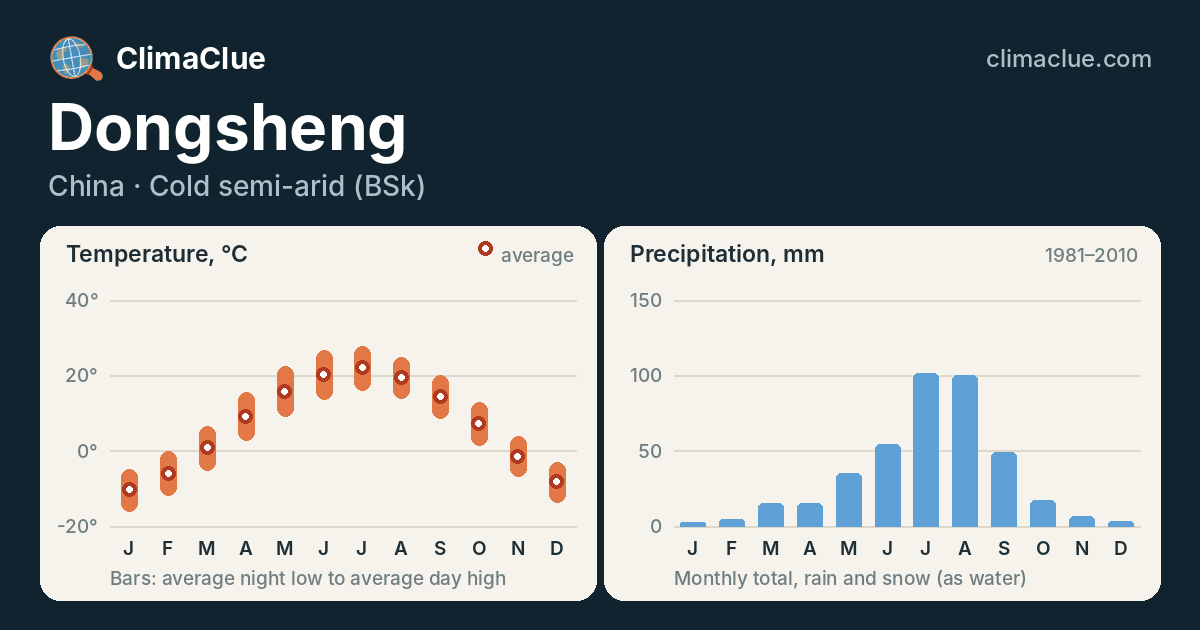 ClimaClue
climaclue.com
Dongsheng
China · Cold semi-arid (BSk)
Temperature, °C
average
40°
20°
0°
-20°
J F M A M J J A S O N D
Bars: average night low to average day high
Precipitation, mm
1981–2010
150
100
50
0
J F M A M J J A S O N D
Monthly total, rain and snow (as water)